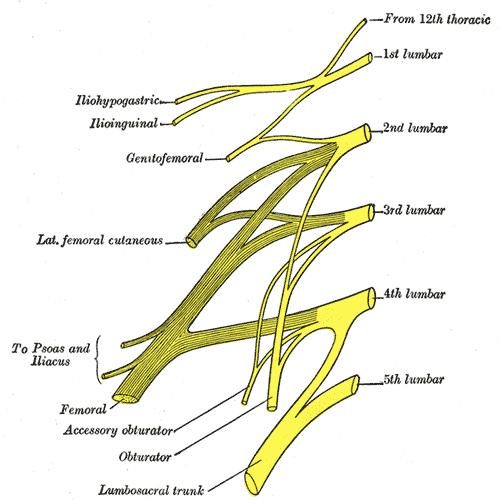 From 12th thoracic
1st lumbar
Iliohypogastric
Ilioinguinal
2nd lumbar
Genitofemoral
3rd lumbar
Lat. femoral cutaneous
4th lumbar
To Psoas and
Iliacus
5th lumbar
Femoral
Accessory obturator
Obturator
Lumbosacral trunk